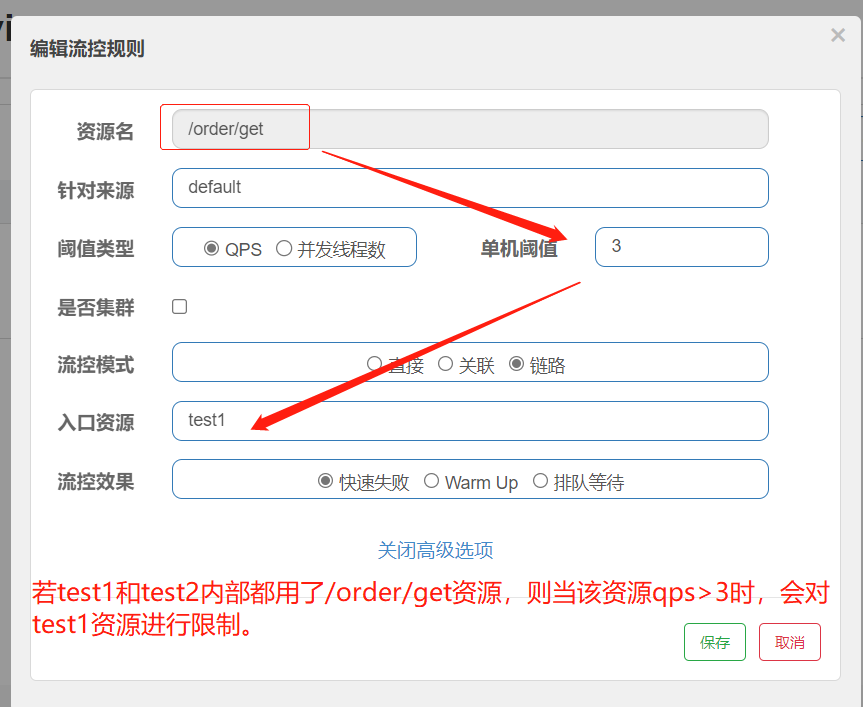 编辑流控规则 ×
资源名 /order/get
针对来源 default
阈值类型 QPS 并发线程数 单机阈值 3
是否集群
流控模式 直接 关联 链路
入口资源 test1
流控效果 快速失败 Warm Up 排队等待
关闭高级选项
若test1和test2内部都用了/order/get资源，则当该资源qps>3时，会对
test1资源进行限制。
保存 取消